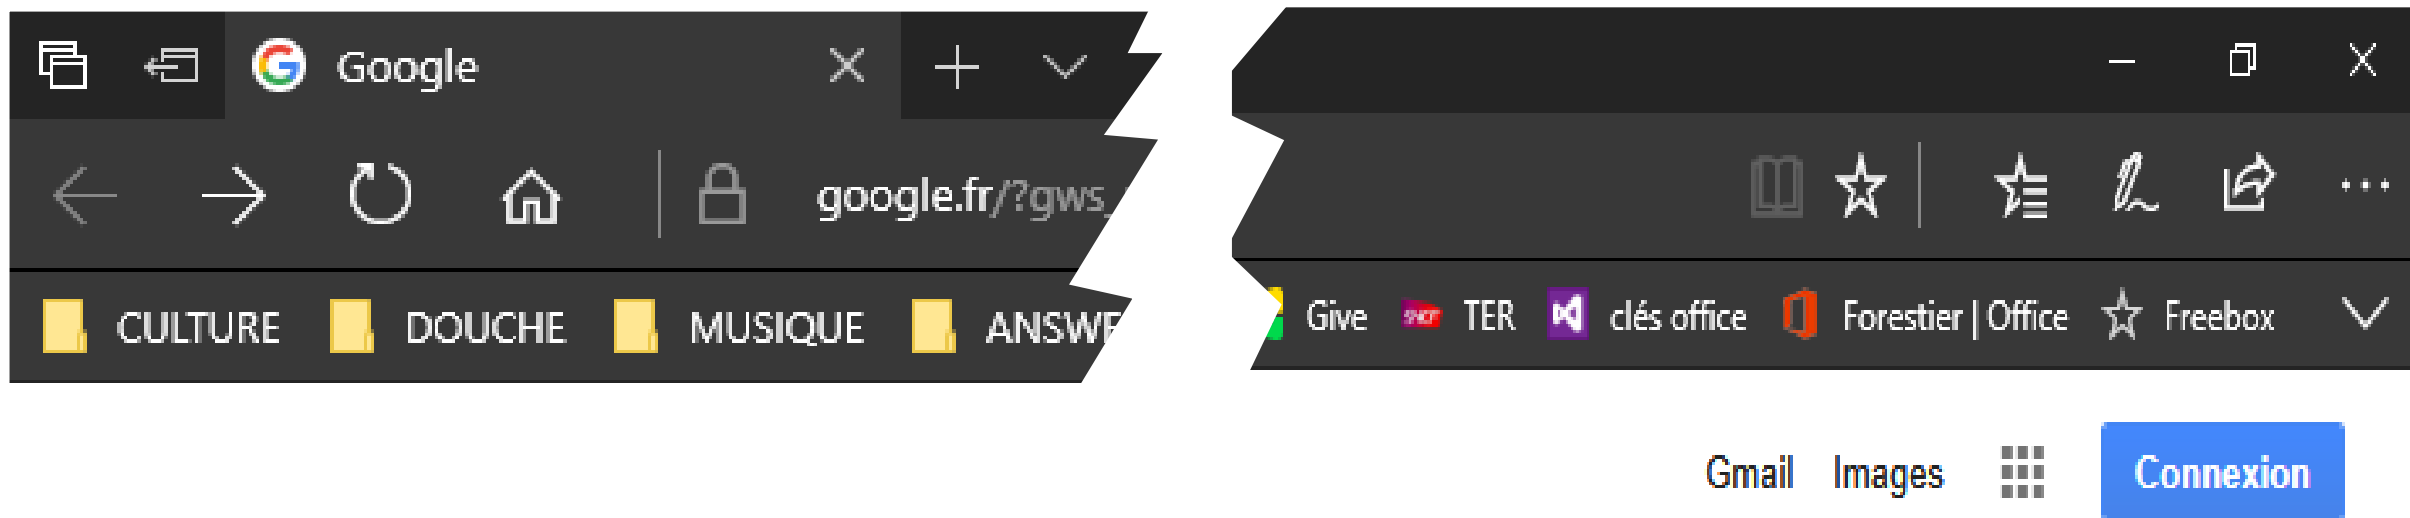 Google
google.fr/?gws_
CULTURE DOUCHE MUSIQUE ANSWE Give TER clés office Forestier | Office Freebox
Gmail Images Connexion